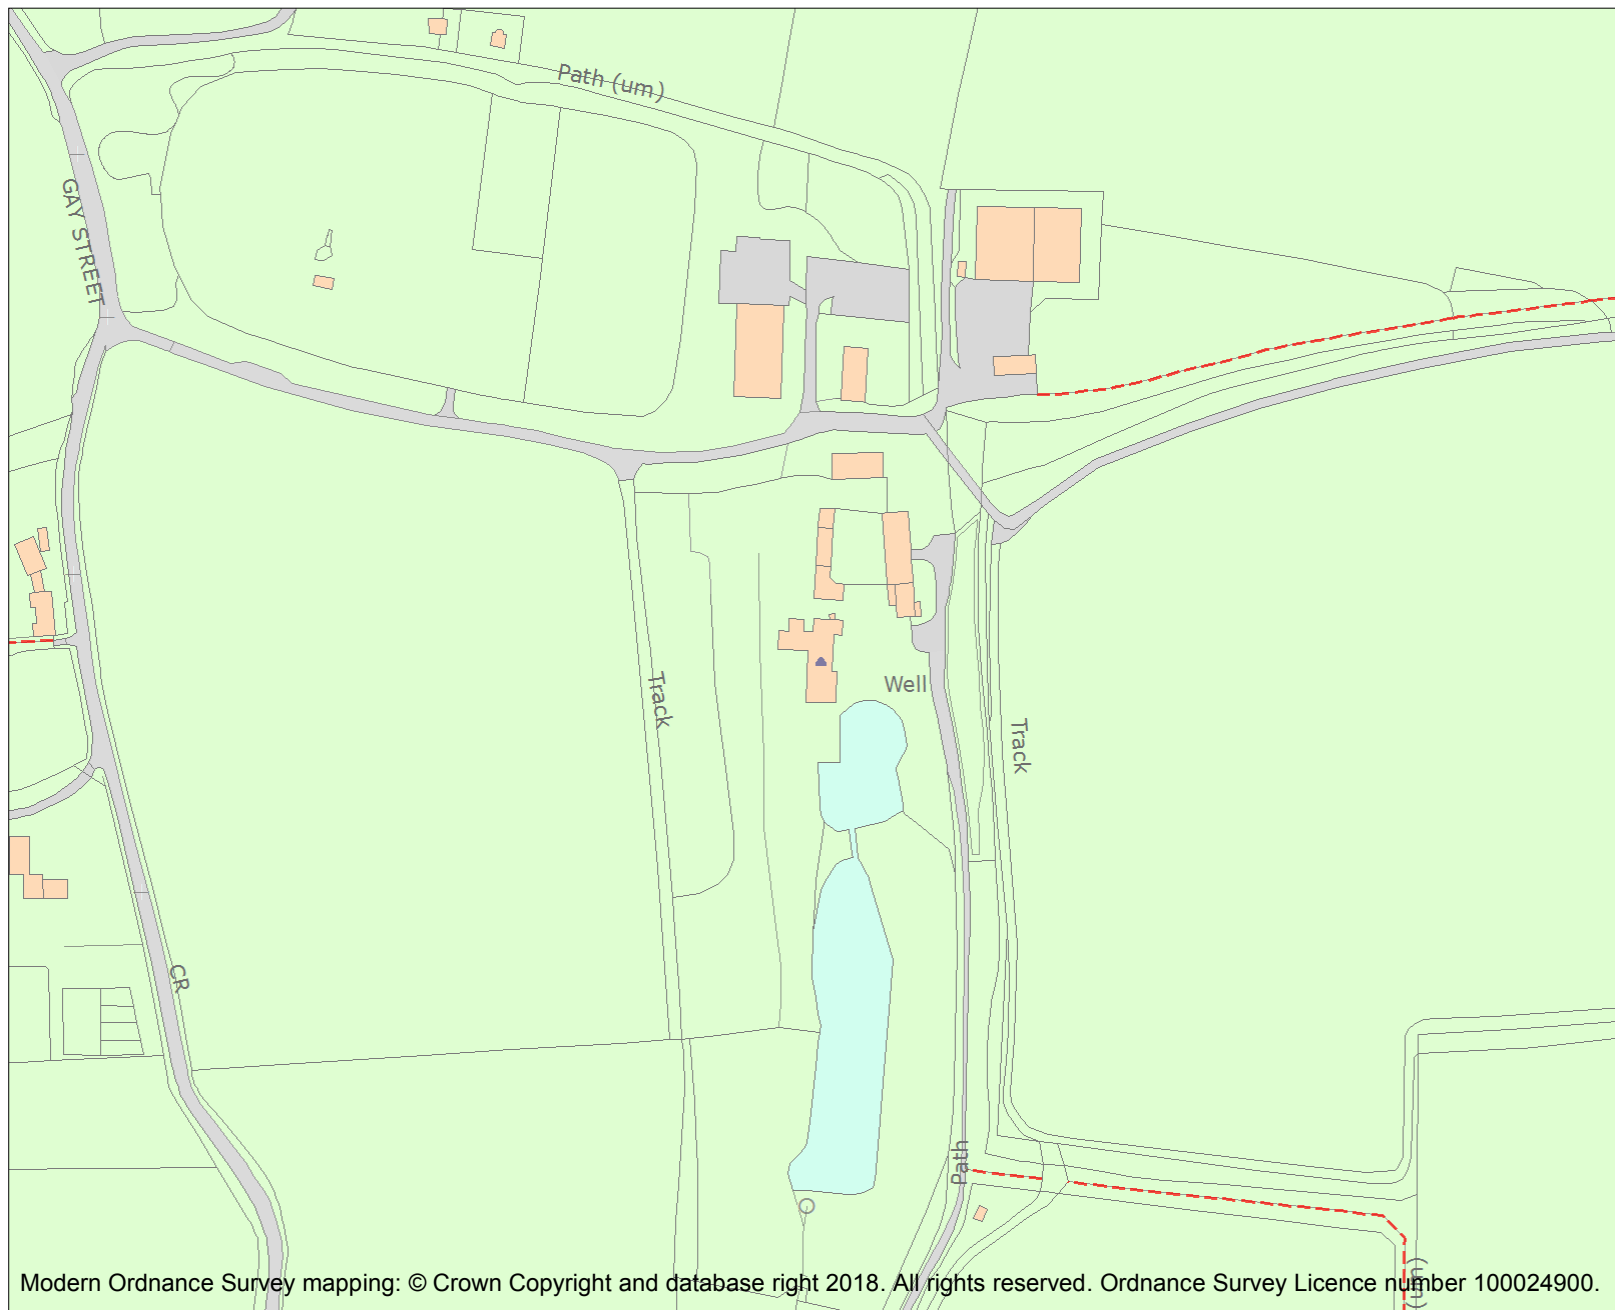 Path (um)
GAY STREET
Track
Well
Track
CR
Path
(um)
Modern Ordnance Survey mapping: © Crown Copyright and database right 2018. All rights reserved. Ordnance Survey Licence number 100024900.